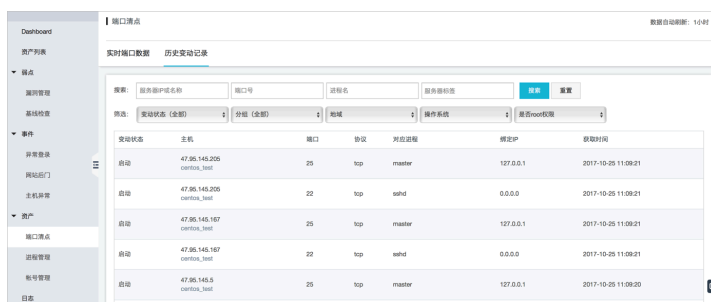 端口清点
数据自动刷新：1小时
Dashboard
资产列表
弱点
漏洞管理
基线检查
事件
异常登录
网站后门
主机异常
资产
端口清点
进程管理
帐号管理
日志
实时端口数据 历史变动记录
搜索: 服务器IP或名称 端口号 进程名 服务器标签 搜索 重置
筛选: 变动状态（全部） 分组（全部） 地域 操作系统 是否root权限
变动状态 主机 端口 协议 对应进程 绑定IP 获取时间
启动 47.95.145.205 25 tcp master 127.0.0.1 2017-10-25 11:09:21
centos_test
启动 47.95.145.205 22 tcp sshd 0.0.0.0 2017-10-25 11:09:21
centos_test
启动 47.95.145.167 25 tcp master 127.0.0.1 2017-10-25 11:09:21
centos_test
启动 47.95.145.167 22 tcp sshd 0.0.0.0 2017-10-25 11:09:21
centos_test
启动 47.95.145.5 25 tcp master 127.0.0.1 2017-10-25 11:09:20
centos_test